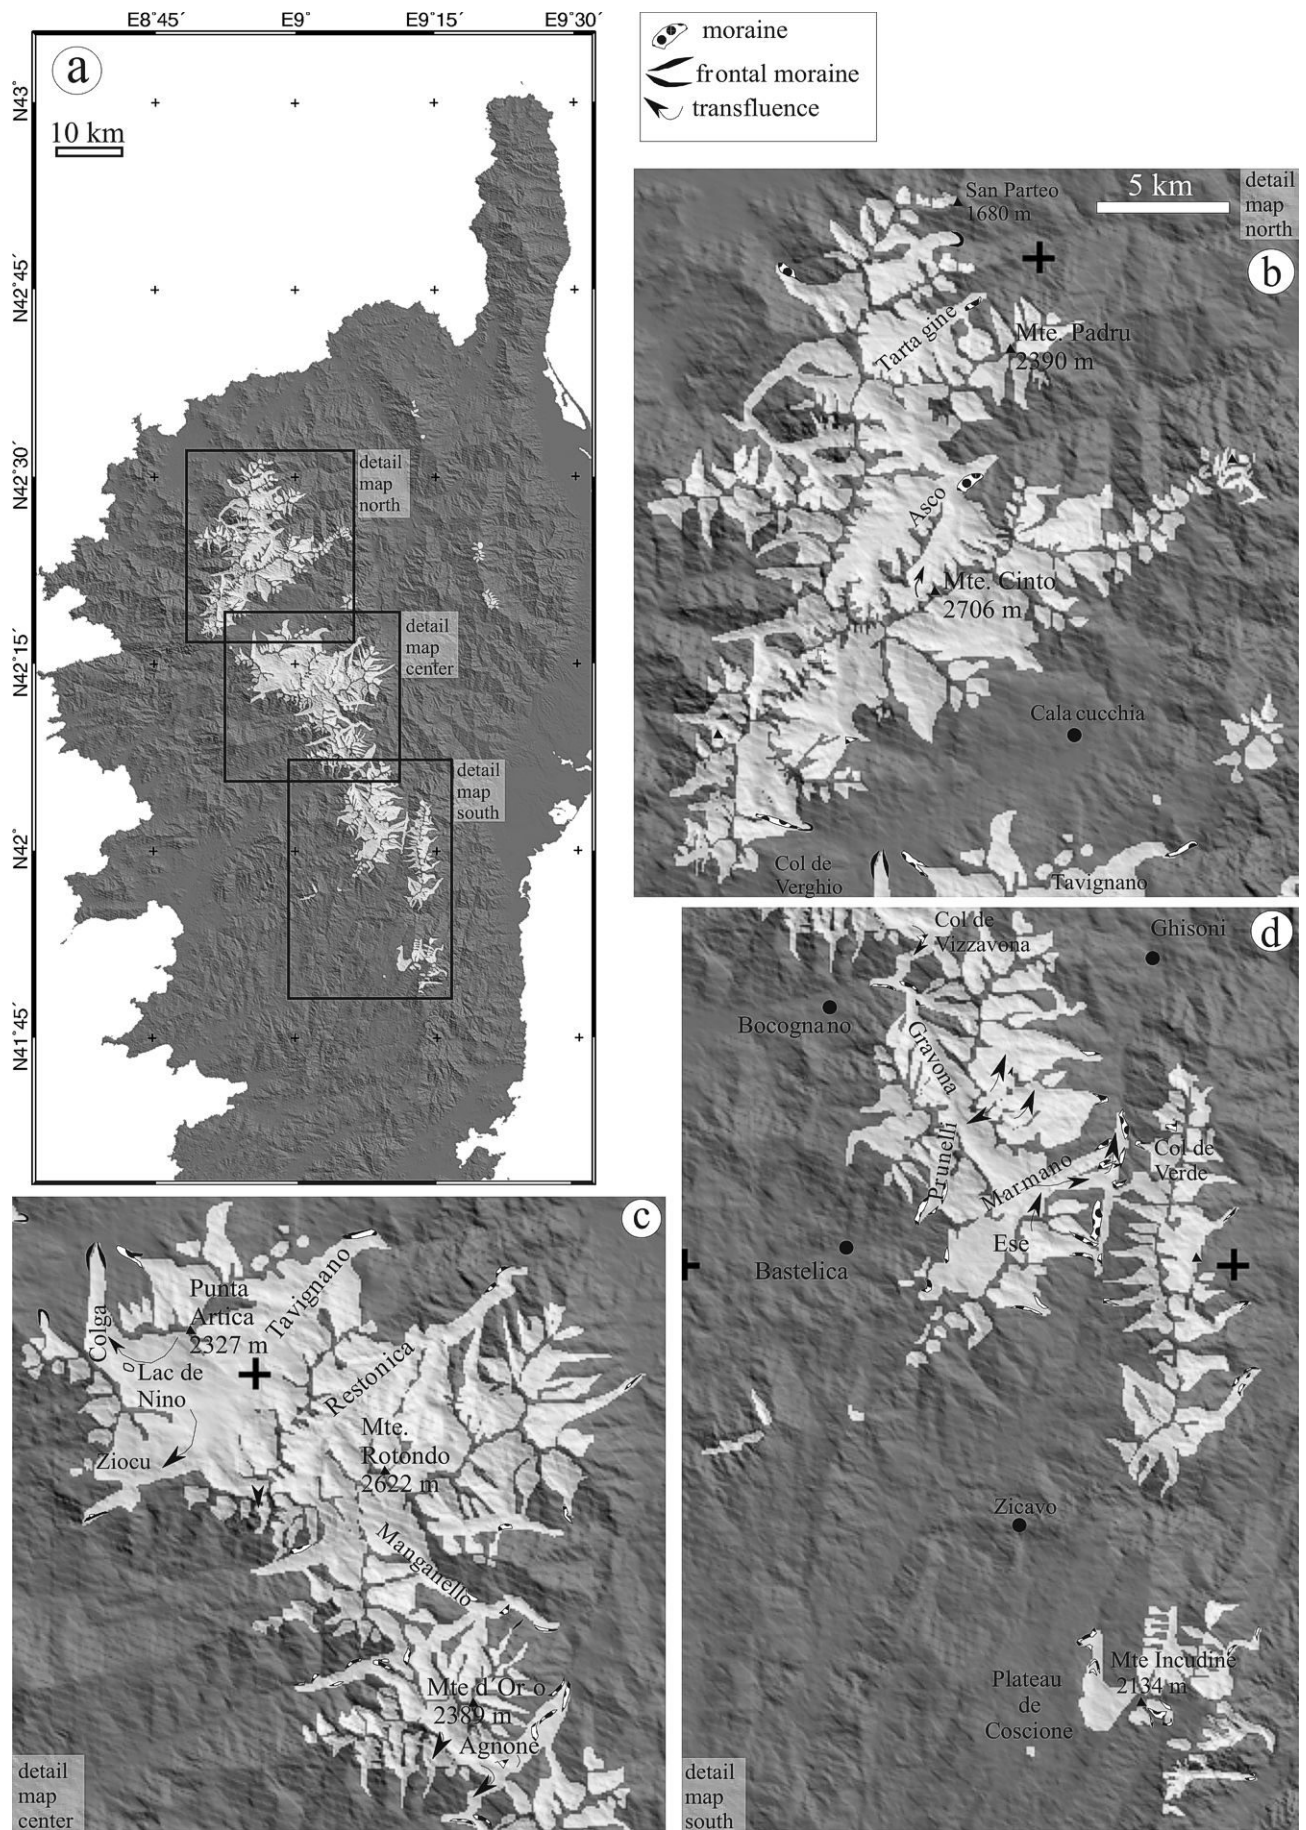 E8°45´ E9° E9°15´ E9°30´
a
N43°
10 km
N42°45´
N42°30´
N42°15´
N42°
N41°45´
detail
map
north
detail
map
center
detail
map
south
moraine
frontal moraine
transfluence
San Parteo
1680 m
5 km
detail
map
north
b
Tarta gine
Mte. Padru
2390 m
Asco
Mte. Cinto
2706 m
Cala cucchia
Col de
Verghio
Tavignano
c
Punta
Artica
2327 m
Tavignano
Colga
Lac de
Nino
Restonica
Mte.
Rotondo
2622 m
Ziocu
Manganello
Mte d´Or o
2389 m
Agnone
detail
map
center
d
Col de
Vizzavona
Ghisoni
Bocognano
Gravona
Prunelli
Marmano
Col de
Verde
Ese
Bastelica
Zicavo
Mte Incudine
2134 m
Plateau
de
Coscione
detail
map
south